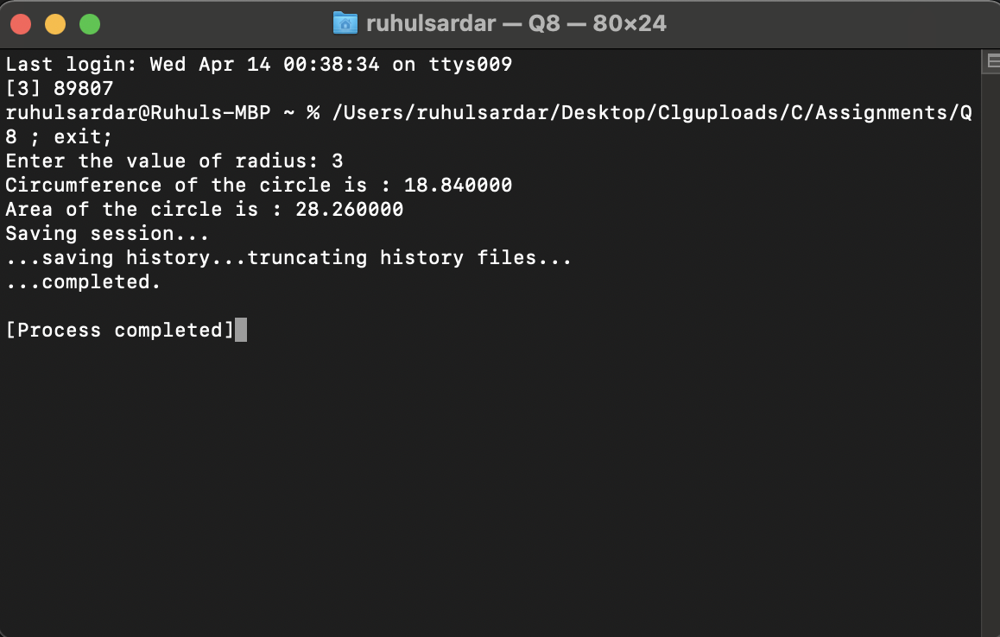 ruhulsardar — Q8 — 80×24
Last login: Wed Apr 14 00:38:34 on ttys009
[3] 89807
ruhulsardar@Ruhuls-MBP ~ % /Users/ruhulsardar/Desktop/Clguploads/C/Assignments/Q
8 ; exit;
Enter the value of radius: 3
Circumference of the circle is : 18.840000
Area of the circle is : 28.260000
Saving session...
...saving history...truncating history files...
...completed.
[Process completed]